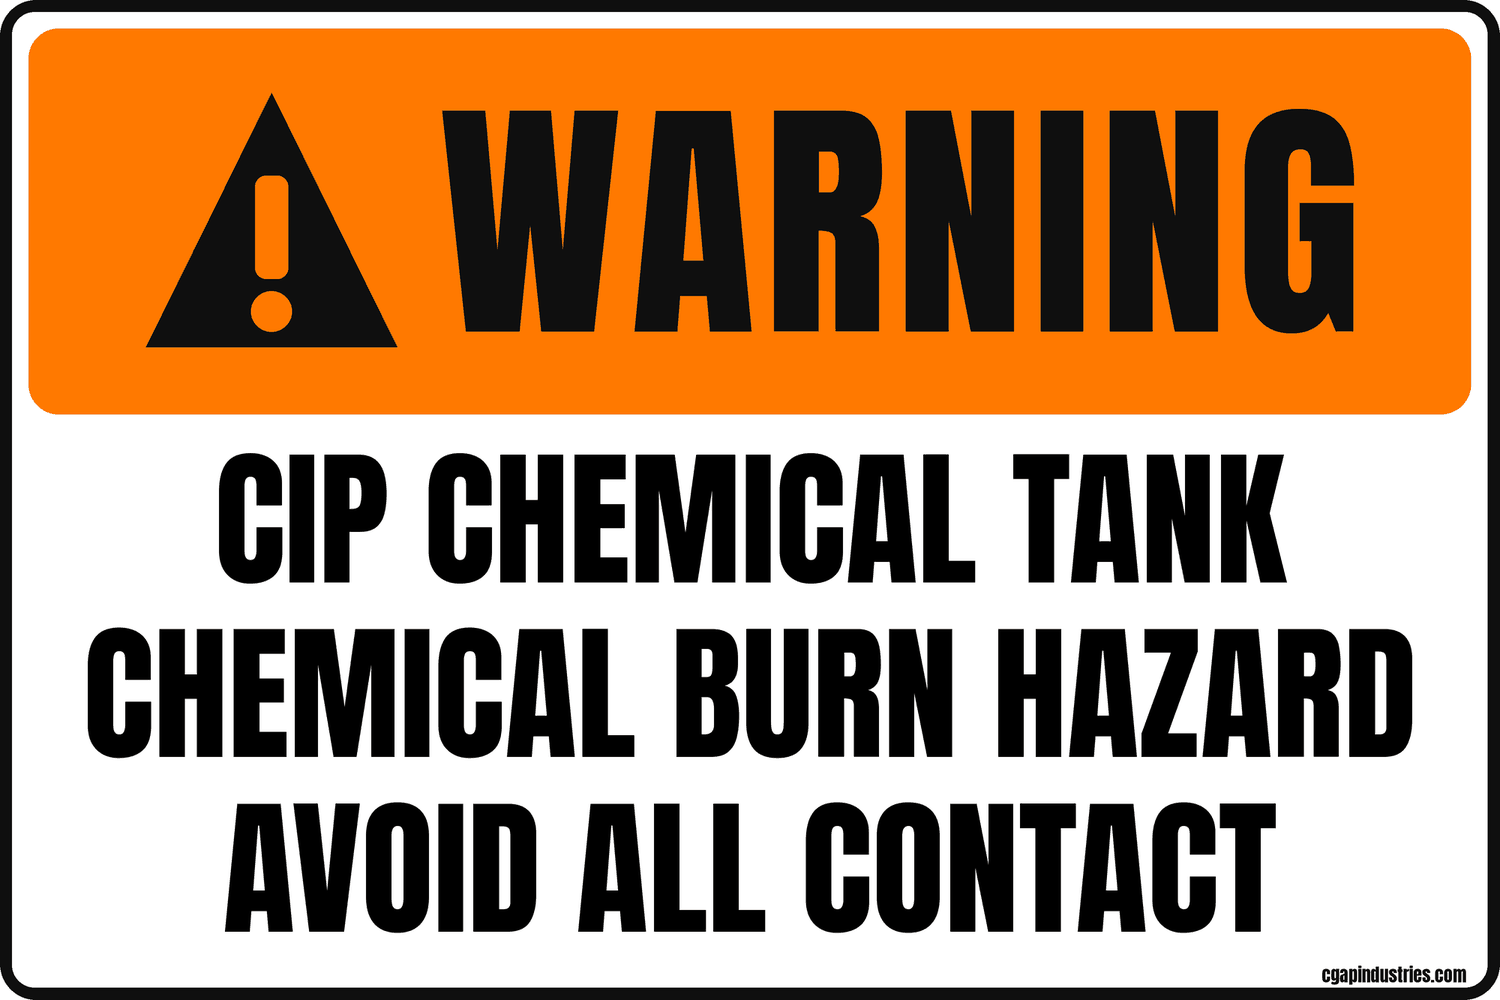 WARNING
CIP CHEMICAL TANK
CHEMICAL BURN HAZARD
AVOID ALL CONTACT
cgapindustries.com